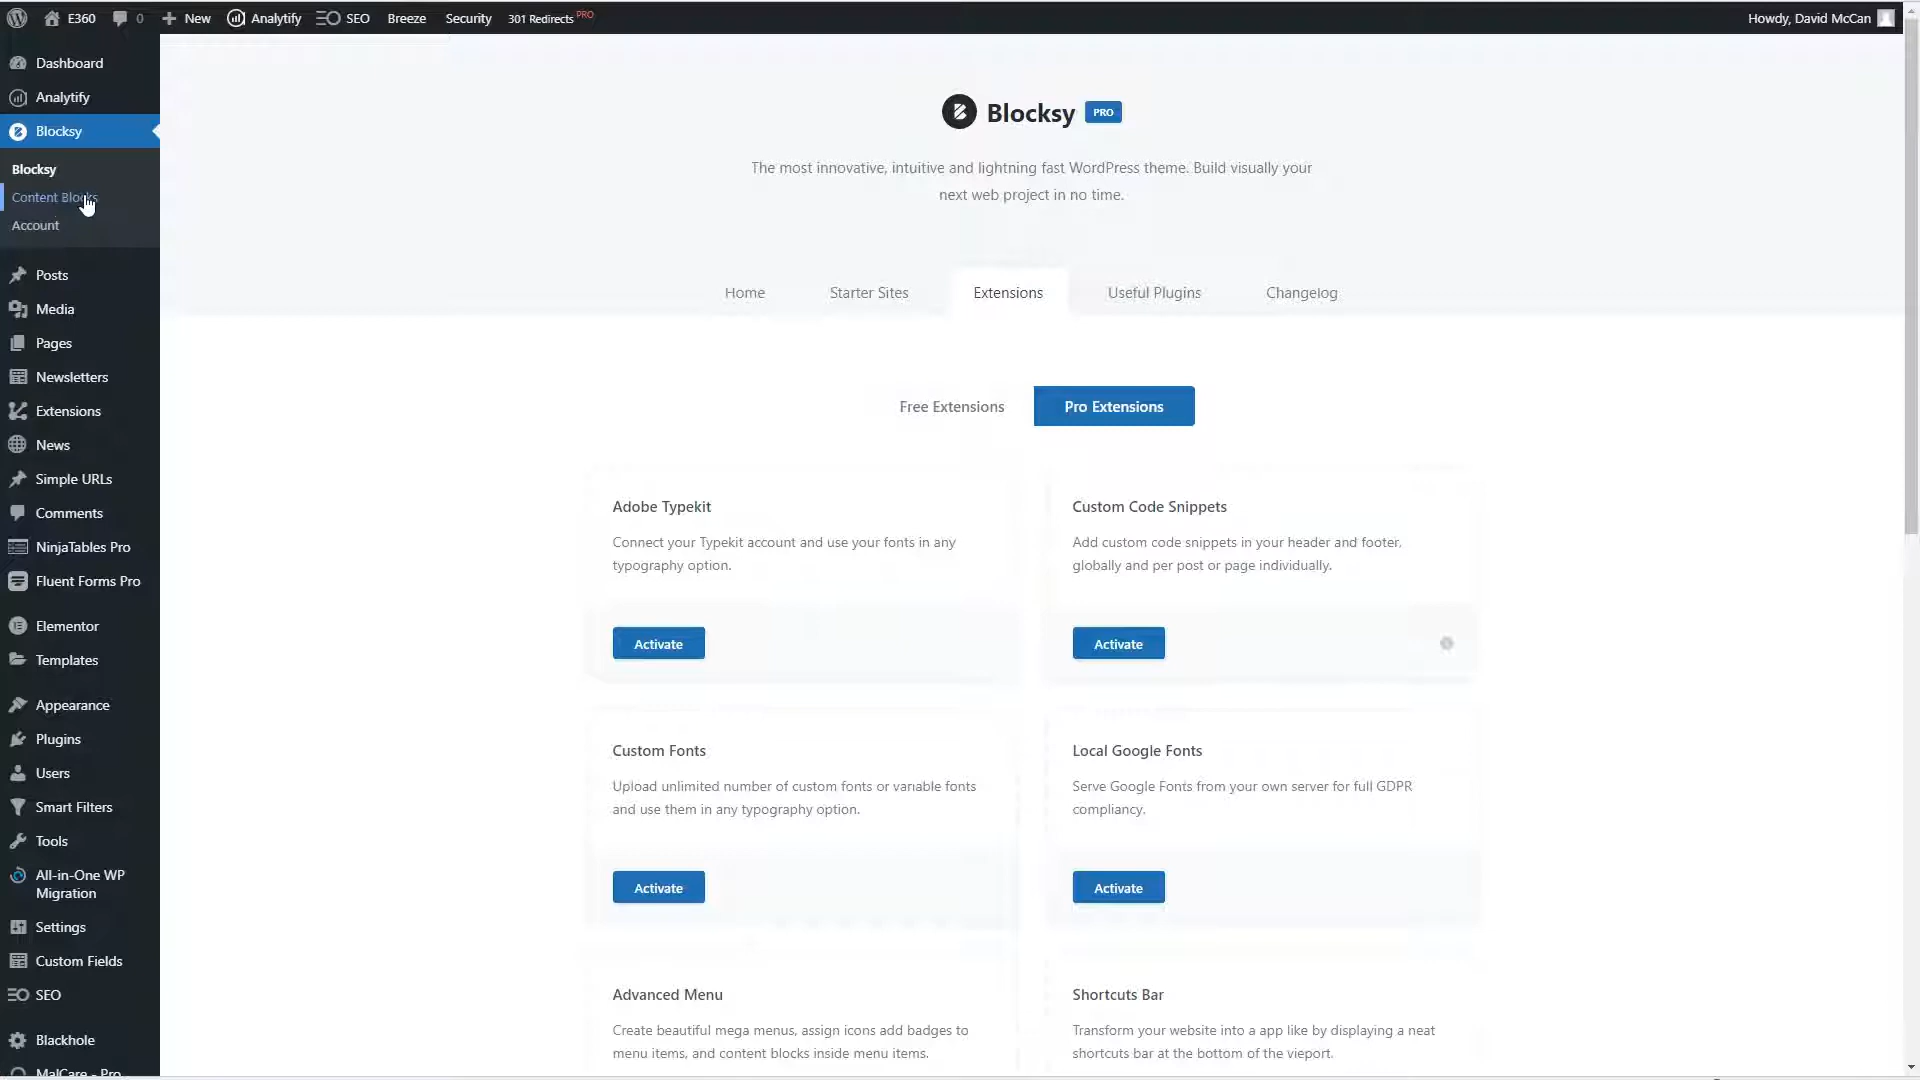 E360
0
New
Analytify
SEO
Breeze
Security
301 Redirects PRO
Howdy, David McCan
Dashboard
Analytify
Blocksy
Blocksy
Content Blocks
Account
Posts
Media
Pages
Newsletters
Extensions
News
Simple URLs
Comments
NinjaTables Pro
Fluent Forms Pro
Elementor
Templates
Appearance
Plugins
Users
Smart Filters
Tools
All-in-One WP
Migration
Settings
Custom Fields
SEO
Blackhole
MalCare - Pro
Blocksy PRO
The most innovative, intuitive and lightning fast WordPress theme. Build visually your
next web project in no time.
Home
Starter Sites
Extensions
Useful Plugins
Changelog
Free Extensions
Pro Extensions
Adobe Typekit
Connect your Typekit account and use your fonts in any
typography option.
Activate
Custom Code Snippets
Add custom code snippets in your header and footer,
globally and per post or page individually.
Activate
Custom Fonts
Upload unlimited number of custom fonts or variable fonts
and use them in any typography option.
Activate
Local Google Fonts
Serve Google Fonts from your own server for full GDPR
compliancy.
Activate
Advanced Menu
Create beautiful mega menus, assign icons add badges to
menu items, and content blocks inside menu items.
Shortcuts Bar
Transform your website into a app like by displaying a neat
shortcuts bar at the bottom of the vieport.